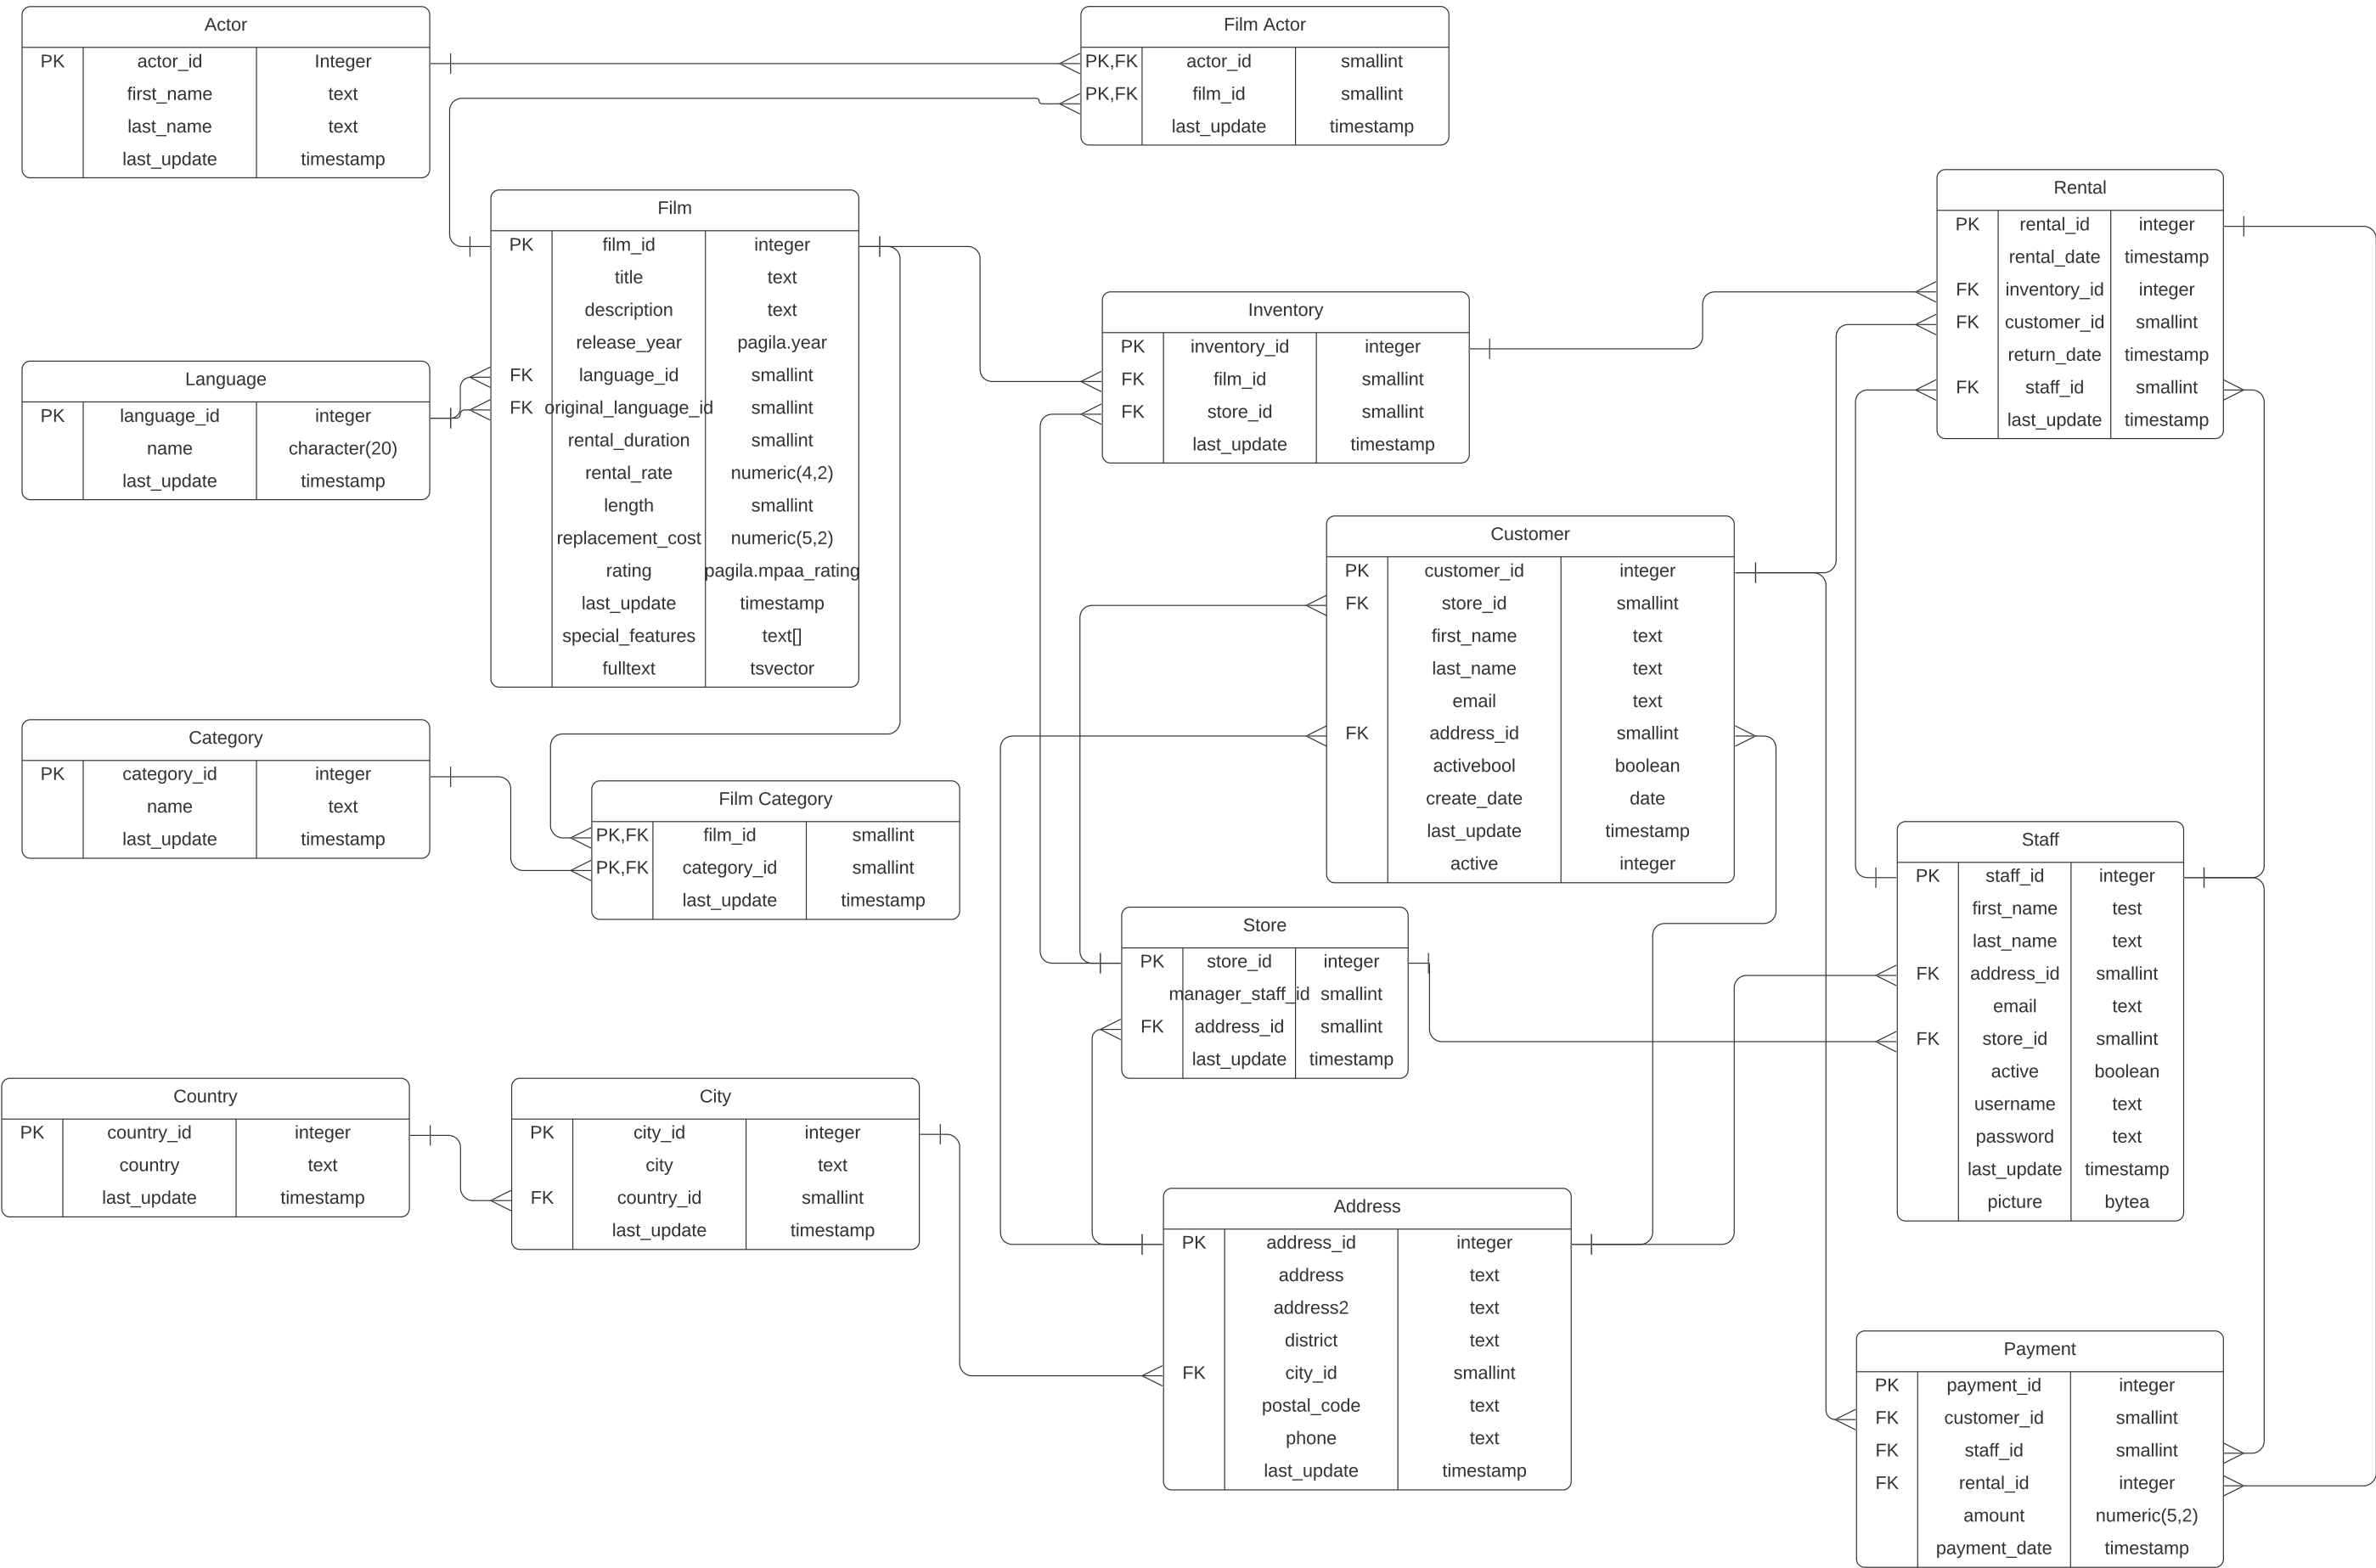 Actor
PK actor_id Integer
first_name text
last_name text
last_update timestamp
Film Actor
PK,FK actor_id smallint
PK,FK film_id smallint
last_update timestamp
Film
PK film_id integer
title text
description text
release_year pagila.year
FK language_id smallint
FK original_language_id smallint
rental_duration smallint
rental_rate numeric(4,2)
length smallint
replacement_cost numeric(5,2)
rating pagila.mpaa_rating
last_update timestamp
special_features text[]
fulltext tsvector
Rental
PK rental_id integer
rental_date timestamp
FK inventory_id integer
FK customer_id smallint
return_date timestamp
FK staff_id smallint
last_update timestamp
Inventory
PK inventory_id integer
FK film_id smallint
FK store_id smallint
last_update timestamp
Language
PK language_id integer
name character(20)
last_update timestamp
Customer
PK customer_id integer
FK store_id smallint
first_name text
last_name text
email text
FK address_id smallint
activebool boolean
create_date date
last_update timestamp
active integer
Category
PK category_id integer
name text
last_update timestamp
Film Category
PK,FK film_id smallint
PK,FK category_id smallint
last_update timestamp
Staff
PK staff_id integer
first_name test
last_name text
FK address_id smallint
email text
FK store_id smallint
active boolean
username text
password text
last_update timestamp
picture bytea
Store
PK store_id integer
manager_staff_id smallint
FK address_id smallint
last_update timestamp
Country
PK country_id integer
country text
last_update timestamp
City
PK city_id integer
city text
FK country_id smallint
last_update timestamp
Address
PK address_id integer
address text
address2 text
district text
FK city_id smallint
postal_code text
phone text
last_update timestamp
Payment
PK payment_id integer
FK customer_id smallint
FK staff_id smallint
FK rental_id integer
amount numeric(5,2)
payment_date timestamp